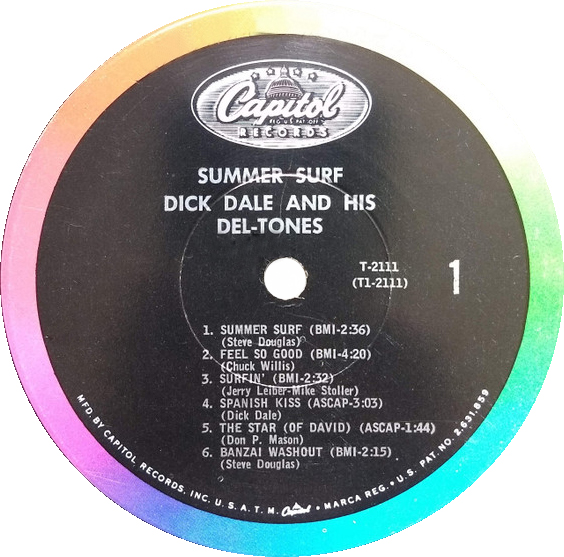 Capitol
REG. U.S. PAT. OFF.
RECORDS
SUMMER SURF
DICK DALE AND HIS
DEL-TONES
T-2111
(T1-2111)
1
1. SUMMER SURF (BMI-2:36)
(Steve Douglas)
2. FEEL SO GOOD (BMI-4:20)
(Chuck Willis)
3. SURFIN' (BMI-2:32)
(Jerry Leiber-Mike Stoller)
4. SPANISH KISS (ASCAP-3:03)
(Dick Dale)
5. THE STAR (OF DAVID) (ASCAP-1:44)
(Don P. Mason)
6. BANZAI WASHOUT (BMI-2:15)
(Steve Douglas)
MFD. BY CAPITOL RECORDS, INC. U. S. A. T. M. Capitol • MARCA REG. • U. S. PAT. NO. 2,631,859